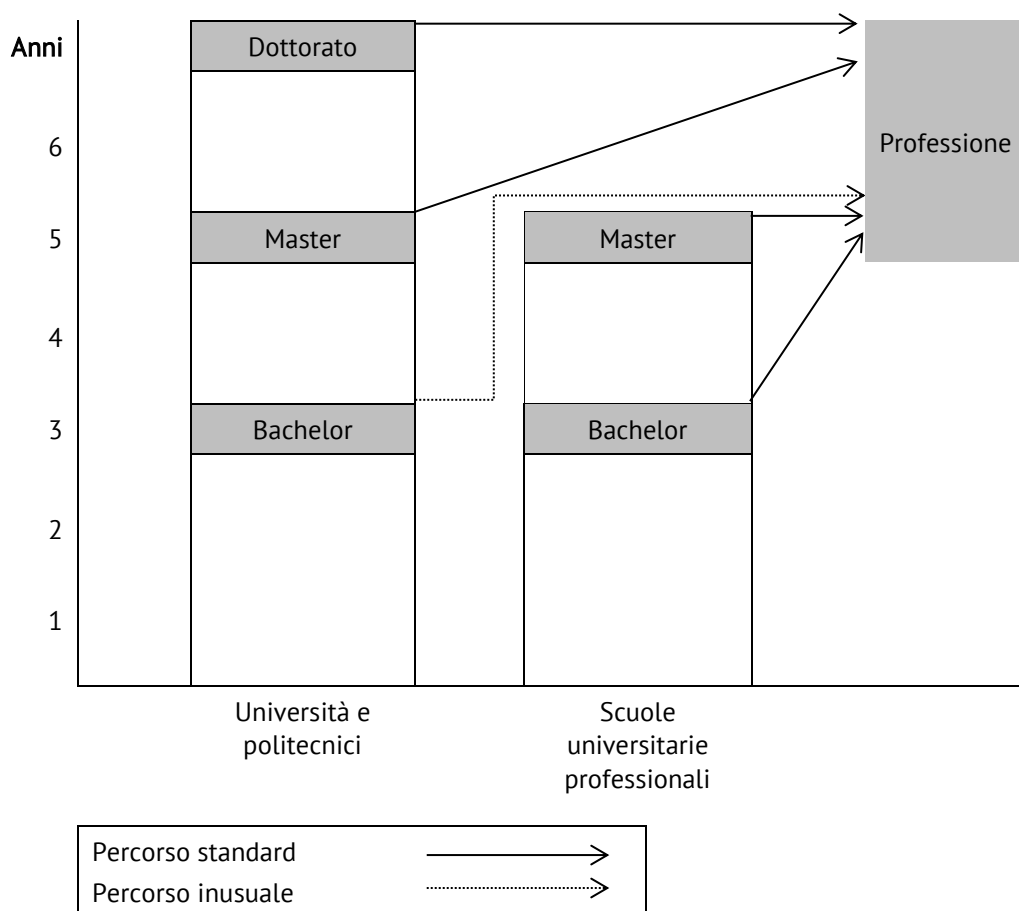 Anni
Dottorato
6
Professione
5
Master
Master
4
3
Bachelor
Bachelor
2
1
Università e
politecnici
Scuole
universitarie
professionali
Percorso standard
Percorso inusuale